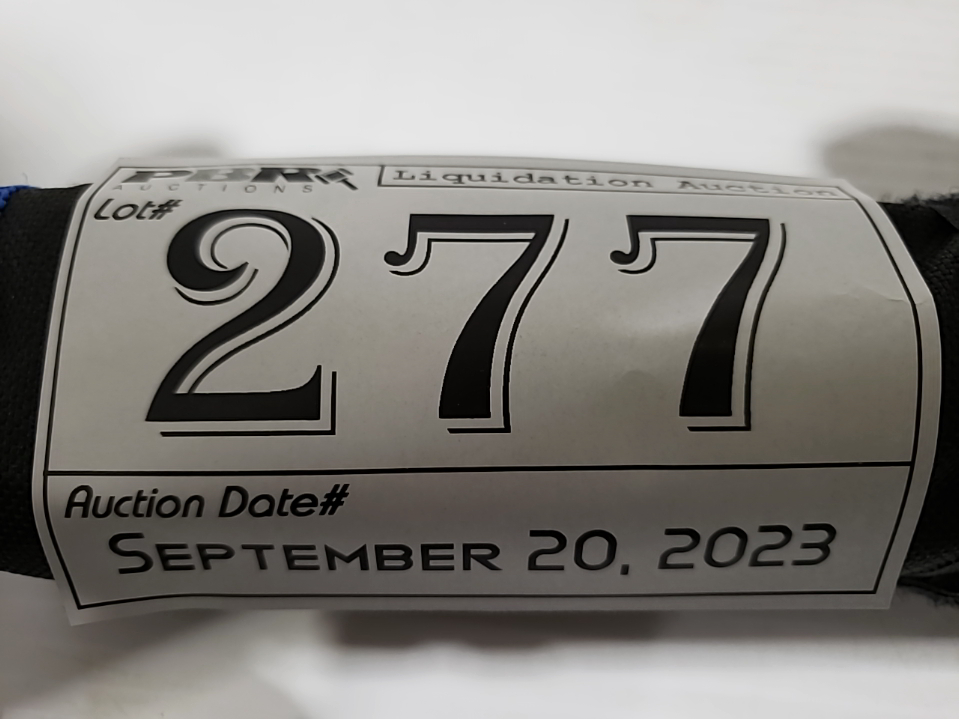 PBR
AUCTIONS
Liquidation Auction
Lot#
277
Auction Date#
SEPTEMBER 20, 2023